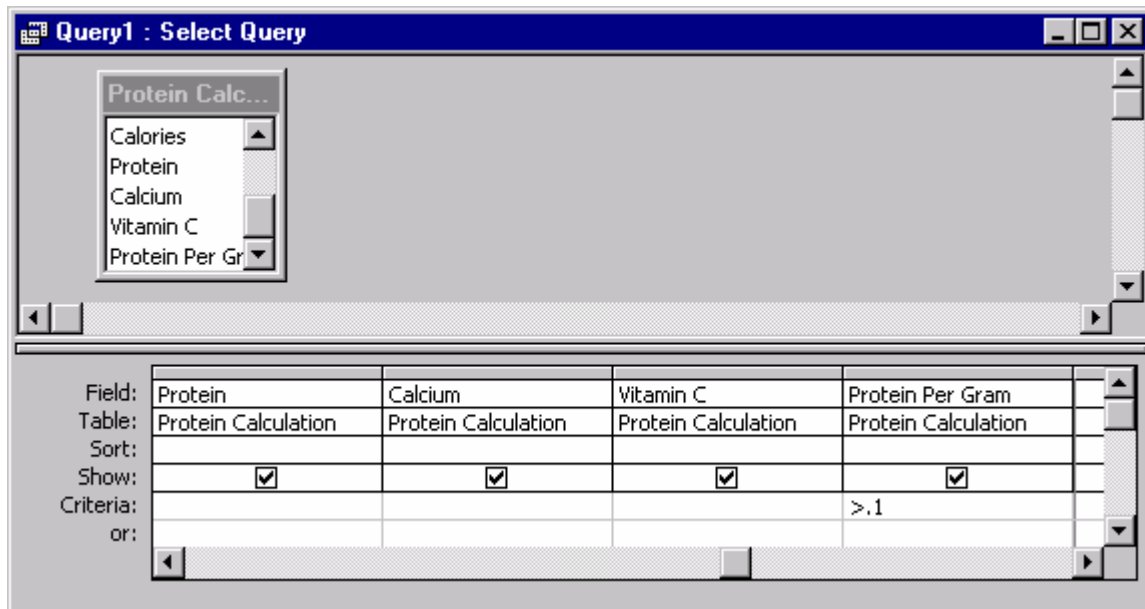 Query1 : Select Query
Protein Calc...
Calories
Protein
Calcium
Vitamin C
Protein Per Gr
Field: Protein Calcium Vitamin C Protein Per Gram
Table: Protein Calculation Protein Calculation Protein Calculation Protein Calculation
Sort:
Show:
Criteria: >.1
or: